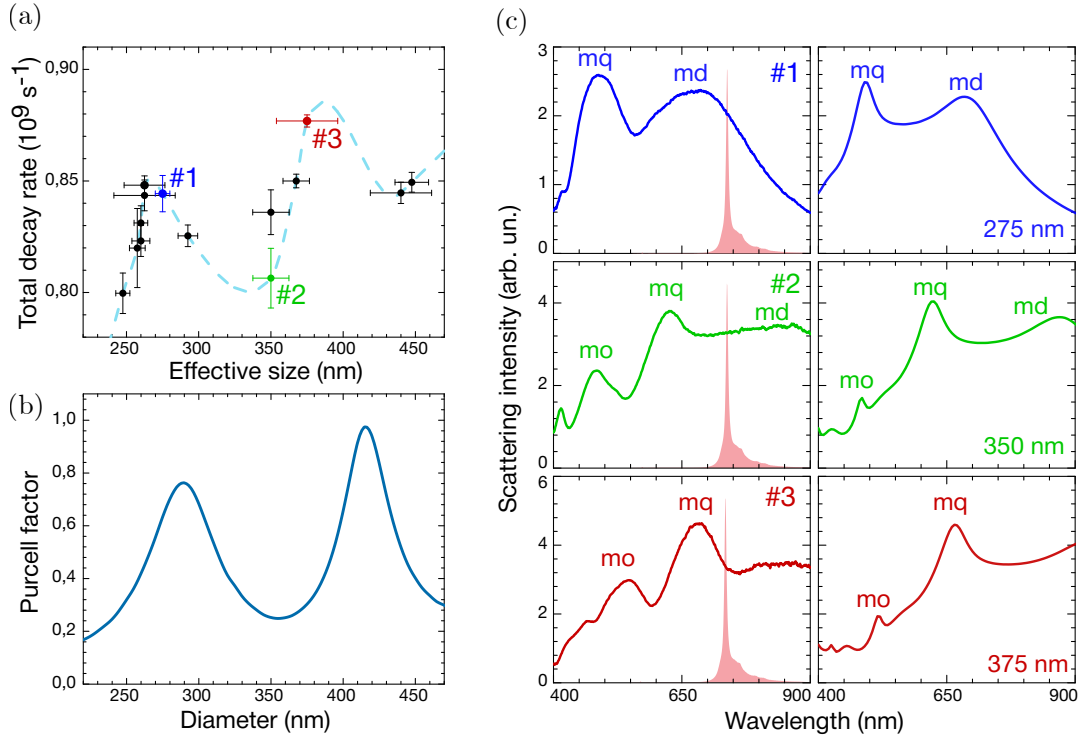 (a)
Total decay rate (10⁹ s⁻¹)
0,90
0,85
0,80
#1
#2
#3
250 300 350 400 450
Effective size (nm)
(b)
Purcell factor
1,0
0,8
0,6
0,4
0,2
0,0
250 300 350 400 450
Diameter (nm)
(c)
Scattering intensity (arb. un.)
3
2
1
0
mq
md
#1
mq
md
275 nm
4
2
0
mo
mq
md
#2
mo
mq
md
350 nm
6
4
2
0
mo
mq
#3
mo
mq
375 nm
400 650 900
400 650 900
Wavelength (nm)